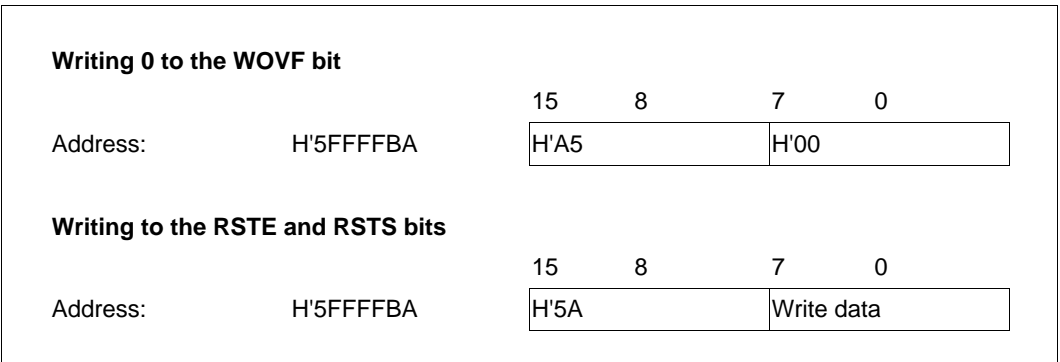 Writing 0 to the WOVF bit
15 8 7 0
Address: H'5FFFFBA H'A5 H'00
Writing to the RSTE and RSTS bits
15 8 7 0
Address: H'5FFFFBA H'5A Write data